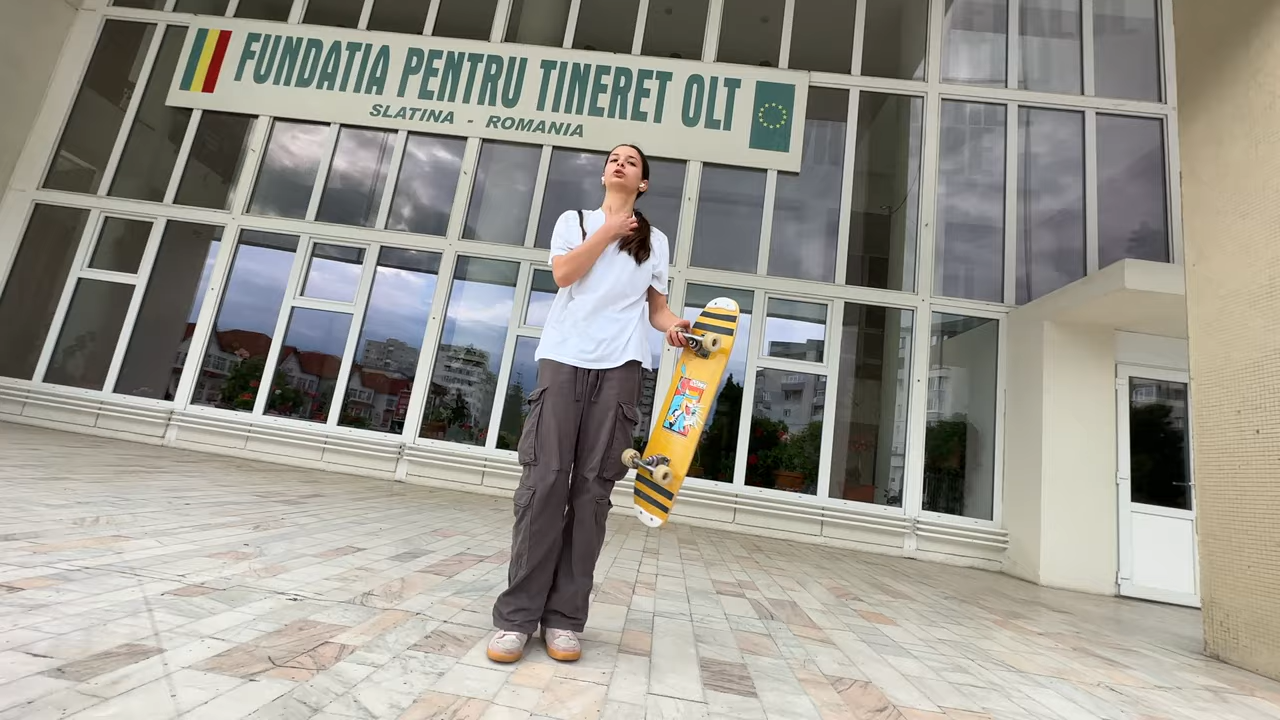 FUNDATIA PENTRU TINERET OLT
SLATINA - ROMANIA